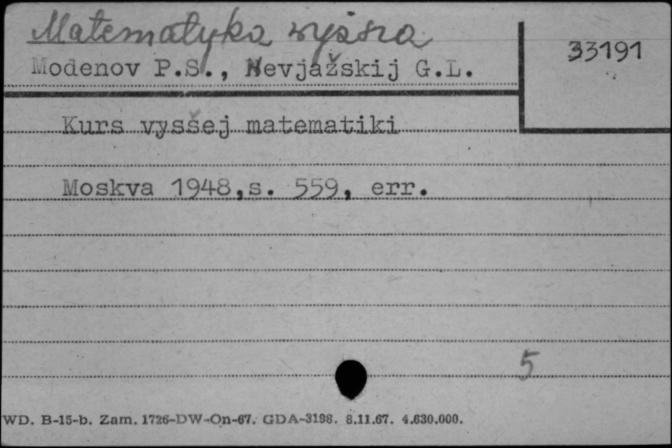 Matematyka wyższa
33191
Modenov P.S., Nevjažskij G.L.
Kurs vysšej matematiki
Moskva 1948,s. 559, err.
5
WD. B-15-b. Zam. 1726-DW-On-67. GDA-3198. 8.11.67. 4.630.000.